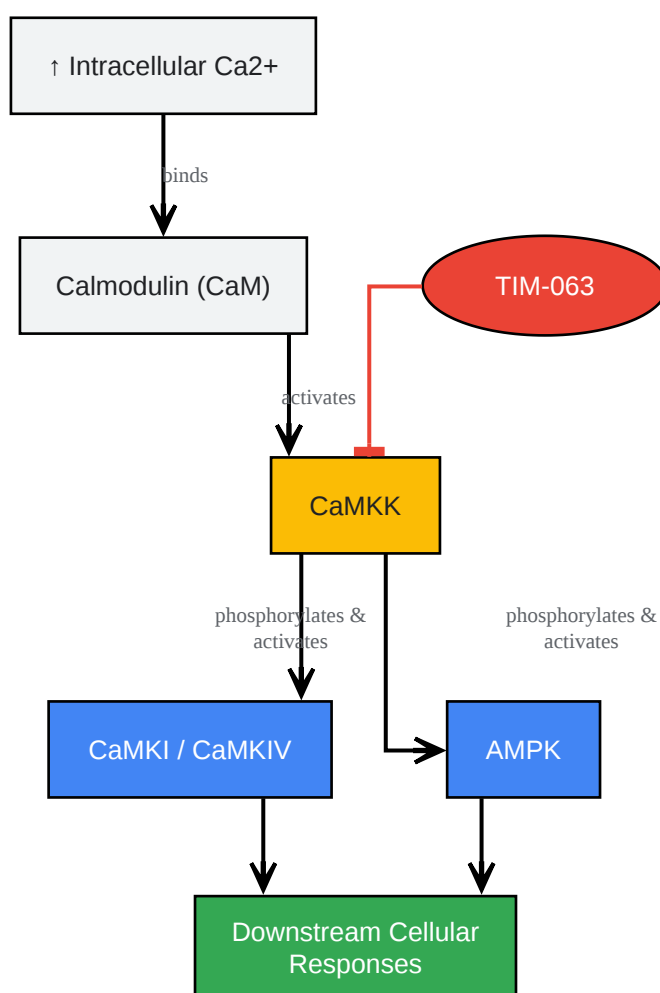 ↑ Intracellular Ca2+
binds
Calmodulin (CaM)
TIM-063
activates
CaMKK
phosphorylates &
activates
phosphorylates &
activates
CaMKI / CaMKIV
AMPK
Downstream Cellular
Responses